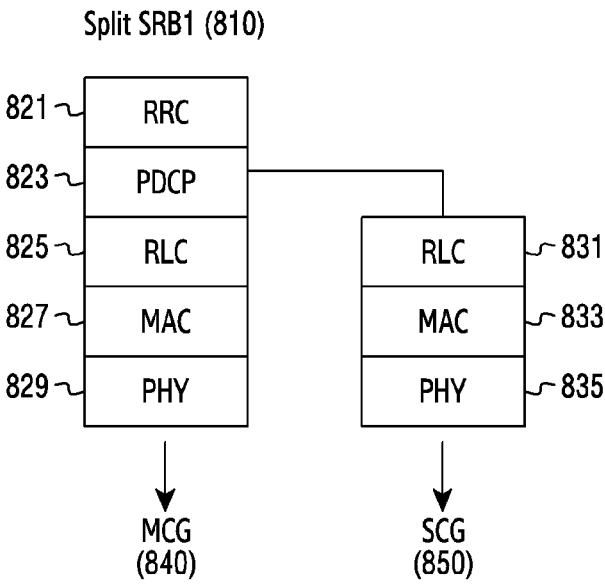 Split SRB1 (810)
821 RRC
823 PDCP
825 RLC RLC 831
827 MAC MAC 833
829 PHY PHY 835
MCG SCG
(840) (850)